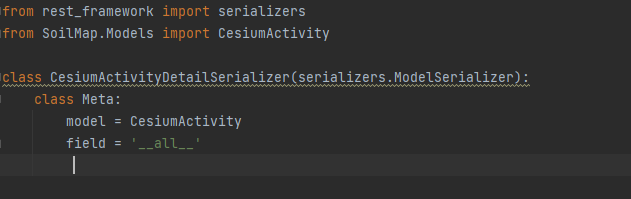 from rest_framework import serializers
from SoilMap.Models import CesiumActivity
class CesiumActivityDetailSerializer(serializers.ModelSerializer):
class Meta:
model = CesiumActivity
field = '__all__'